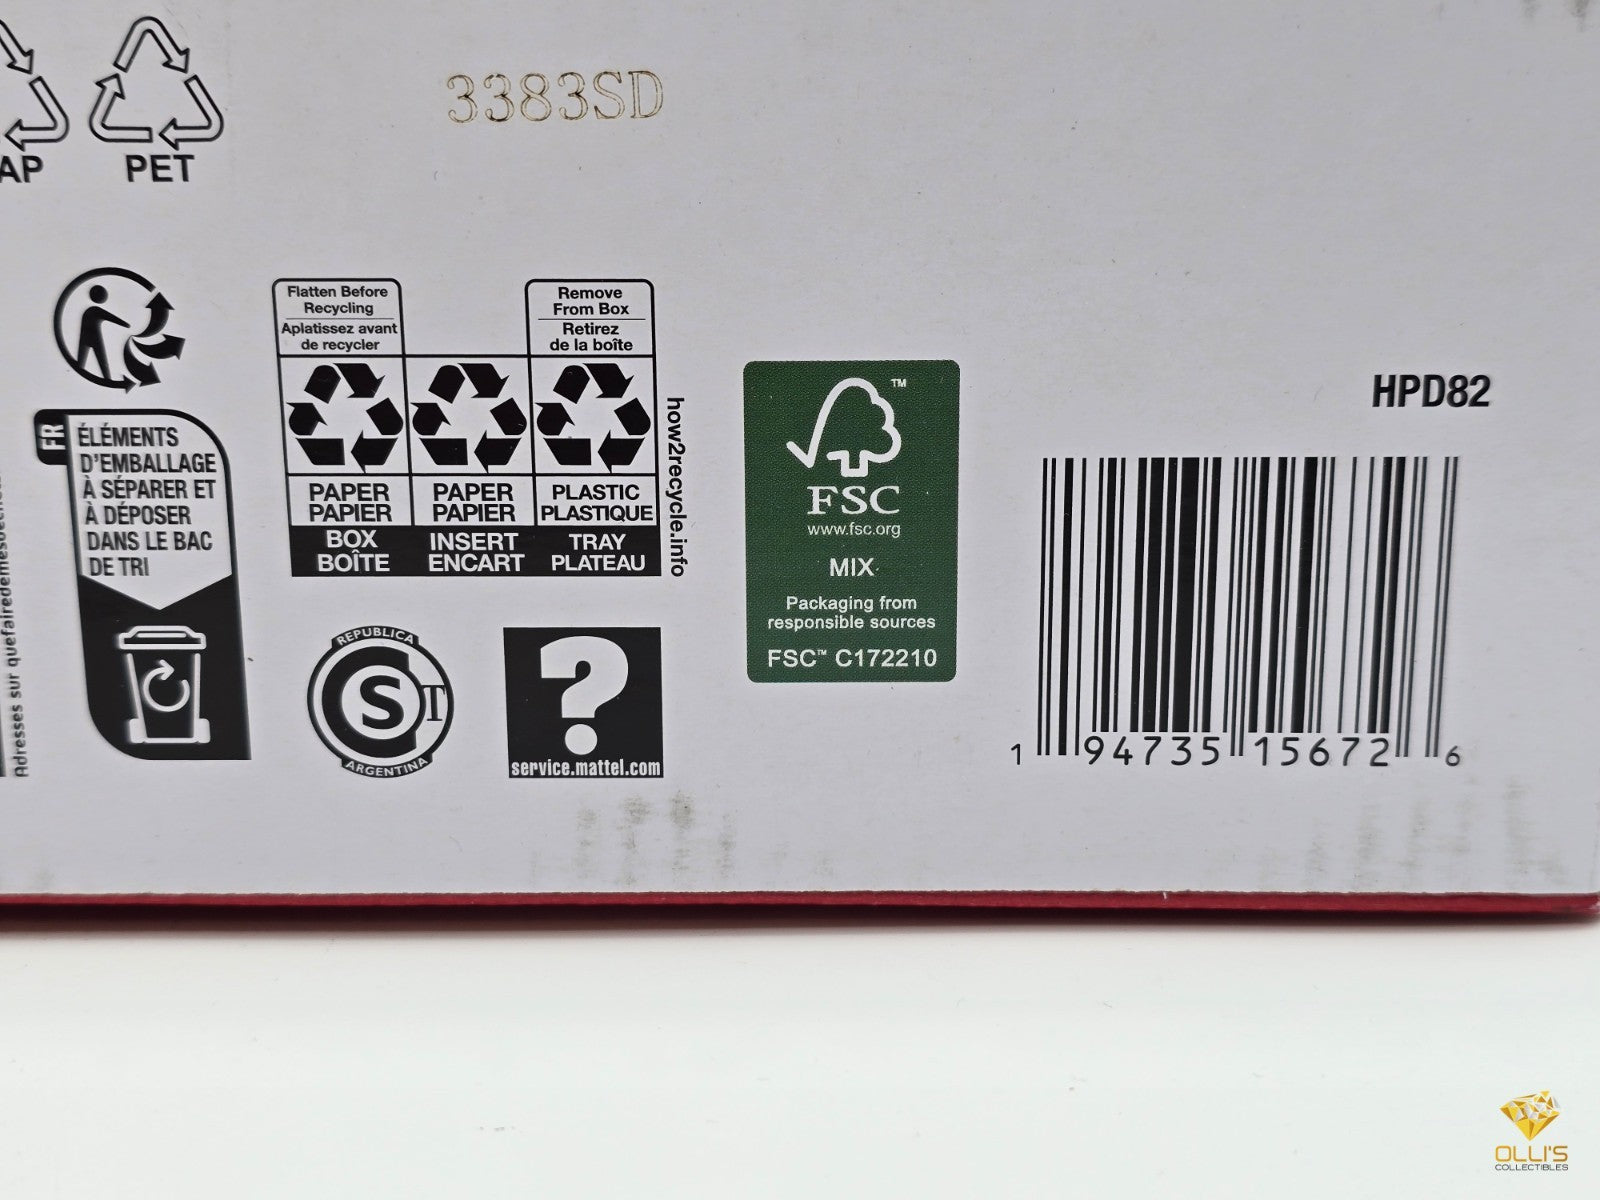 3383SD
AP
PET
Flatten Before
Recycling
Aplatissez avant
de recycler
Remove
From Box
Retirez
de la boîte
PAPER
PAPIER
BOX
BOÎTE
PAPER
PAPIER
INSERT
ENCART
PLASTIC
PLASTIQUE
TRAY
PLATEAU
how2recycle.info
FR
ÉLÉMENTS
D'EMBALLAGE
À SÉPARER ET
À DÉPOSER
DANS LE BAC
DE TRI
Adresses sur
REPUBLICA
CST
ARGENTINA
?
service.mattel.com
TM
FSC
www.fsc.org
MIX
Packaging from
responsible sources
FSC™ C172210
HPD82
1 94735 15672 6
OLLI'S
COLLECTIBLES